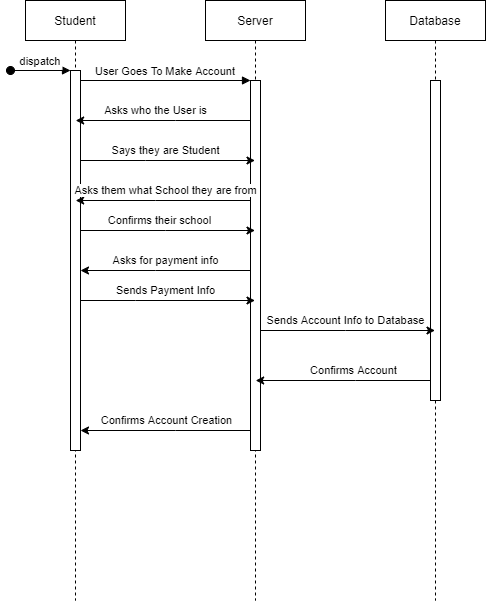 Student
Server
Database
dispatch
User Goes To Make Account
Asks who the User is
Says they are Student
Asks them what School they are from
Confirms their school
Asks for payment info
Sends Payment Info
Sends Account Info to Database
Confirms Account
Confirms Account Creation